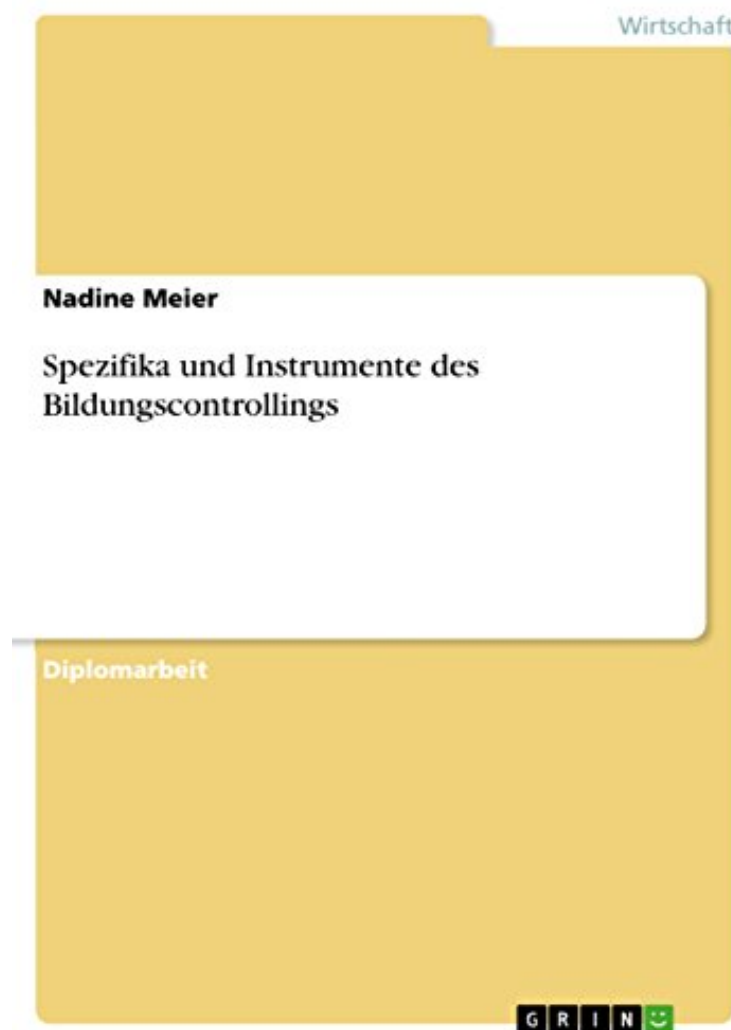 Wirtschaft
Nadine Meier
Spezifika und Instrumente des
Bildungscontrollings
Diplomarbeit
GRIN